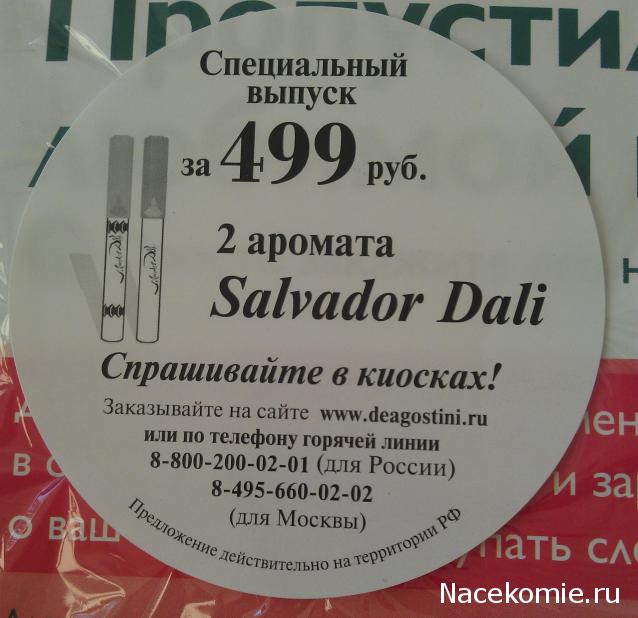 Пропусти
Специальный
выпуск
за 499 руб.
2 аромата
Salvador Dali
Спрашивайте в киосках!
Заказывайте на сайте www.deagostini.ru
или по телефону горячей линии
8-800-200-02-01 (для России)
8-495-660-02-02
(для Москвы)
Предложение действительно на территории РФ
в
и
о ваш
Nacekomie.ru